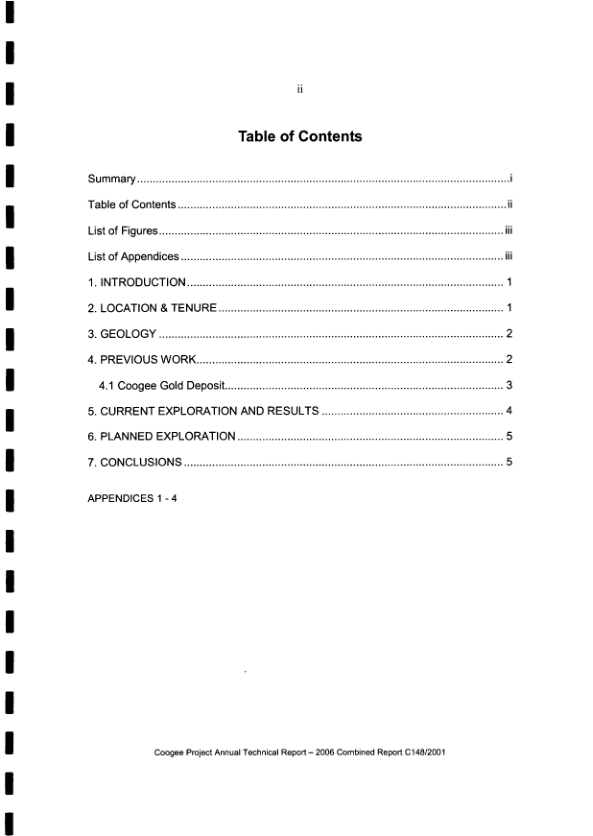 ii
Table of Contents
Summary....................................................................................................................i
Table of Contents......................................................................................................ii
List of Figures...........................................................................................................iii
List of Appendices....................................................................................................iii
1. INTRODUCTION................................................................................................... 1
2. LOCATION & TENURE......................................................................................... 1
3. GEOLOGY ........................................................................................................... 2
4. PREVIOUS WORK................................................................................................ 2
4.1 Coogee Gold Deposit...................................................................................... 3
5. CURRENT EXPLORATION AND RESULTS ......................................................... 4
6. PLANNED EXPLORATION................................................................................... 5
7. CONCLUSIONS .................................................................................................... 5
APPENDICES 1 - 4
Coogee Project Annual Technical Report – 2006 Combined Report C148/2001